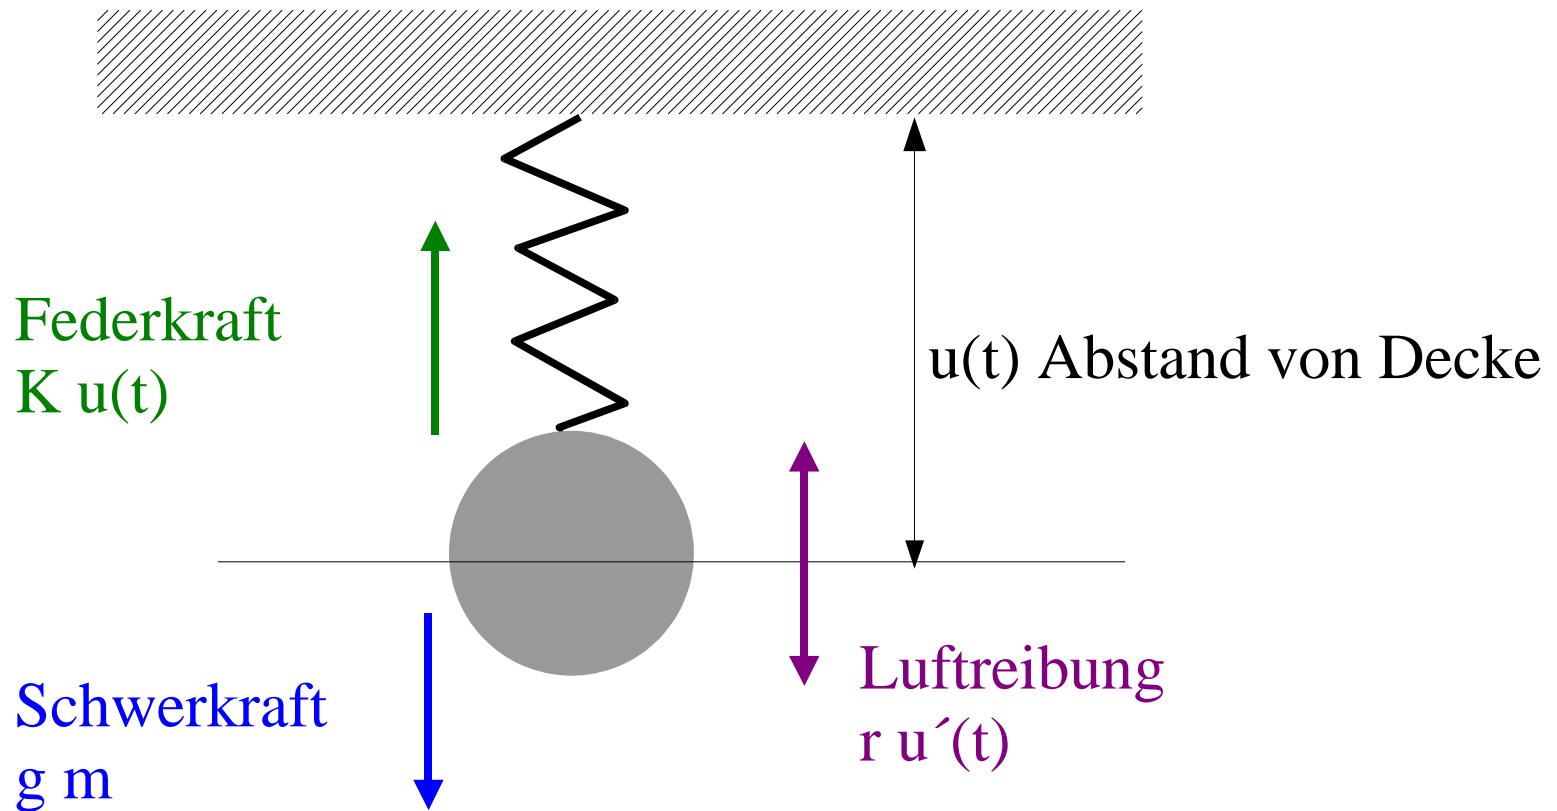 Federkraft
K u(t)
u(t) Abstand von Decke
Luftreibung
r u´(t)
Schwerkraft
g m